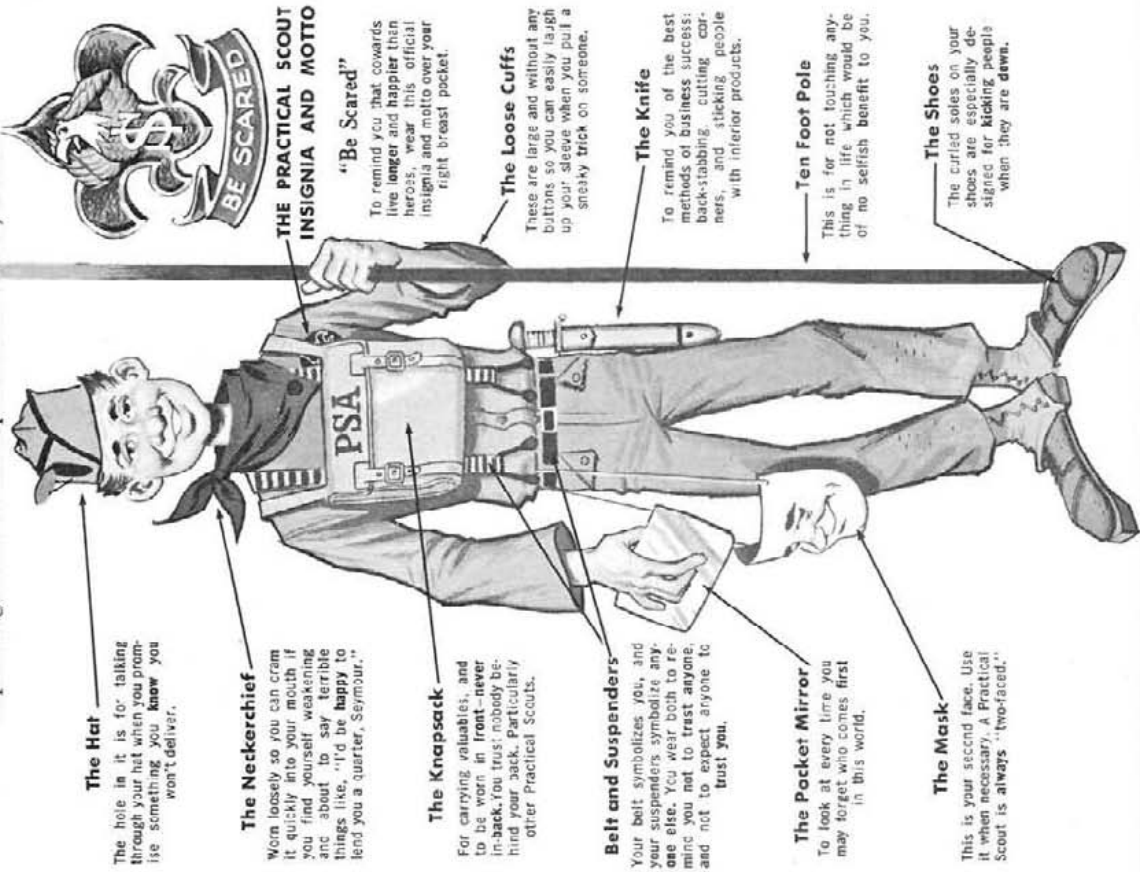 The Hat
The hole in it is for talking
through your hat when you prom-
ise something you know you
won't deliver.
The Neckerchief
Worn loosely so you can cram
it quickly into your mouth if
you find yourself weakening
and about to say terrible
things like, "I'd be happy to
lend you a quarter, Seymour."
The Knapsack
For carrying valuables, and
to be worn in front—never
in-back. You trust nobody be-
hind your back. Particularly
other Practical Scouts.
Belt and Suspenders
Your belt symbolizes you, and
your suspenders symbolize any-
one else. You wear both to re-
mind you not to trust anyone,
and not to expect anyone to
trust you.
The Pocket Mirror
To look at every time you
may forget who comes first
in this world.
The Mask
This is your second face. Use
it when necessary. A Practical
Scout is always "two-faced."
PSA
$
BE SCARED
THE PRACTICAL SCOUT
INSIGNIA AND MOTTO
"Be Scared"
To remind you that cowards
live longer and happier than
heroes, wear this official
insignia and motto over your
right breast pocket.
The Loose Cuffs
These are large and without any
buttons so you can easily laugh
up your sleeve when you pull a
sneaky trick on someone.
The Knife
To remind you of the best
methods of business success:
back-stabbing, cutting cor-
ners, and sticking people
with inferior products.
Ten Foot Pole
This is for not touching any-
thing in life which would be
of no selfish benefit to you.
The Shoes
The curled soles on your
shoes are especially de-
signed for kicking people
when they are down.